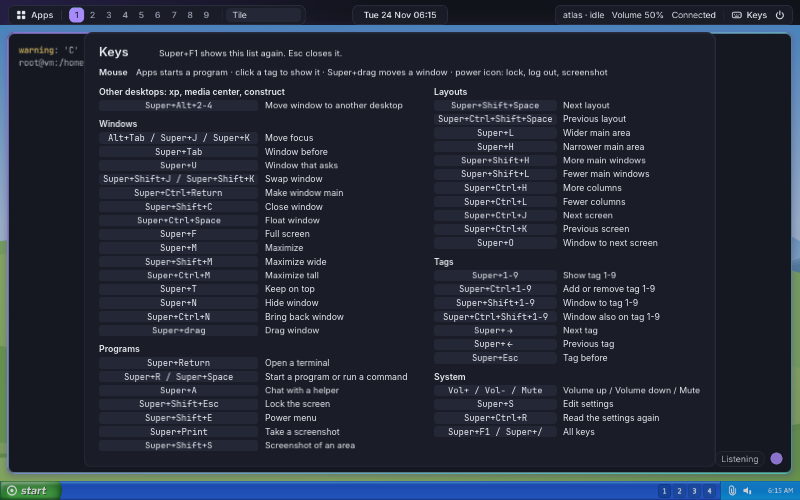 Apps 1 2 3 4 5 6 7 8 9 Tile Tue 24 Nov 06:15 atlas · idle Volume 50% Connected Keys
warning: 'C'
root@vm:/home
Keys Super+F1 shows this list again. Esc closes it.
Mouse Apps starts a program · click a tag to show it · Super+drag moves a window · power icon: lock, log out, screenshot
Other desktops: xp, media center, construct
Super+Alt+2-4 Move window to another desktop
Windows
Alt+Tab / Super+J / Super+K Move focus
Super+Tab Window before
Super+U Window that asks
Super+Shift+J / Super+Shift+K Swap window
Super+Ctrl+Return Make window main
Super+Shift+C Close window
Super+Ctrl+Space Float window
Super+F Full screen
Super+M Maximize
Super+Shift+M Maximize wide
Super+Ctrl+M Maximize tall
Super+T Keep on top
Super+N Hide window
Super+Ctrl+N Bring back window
Super+drag Drag window
Programs
Super+Return Open a terminal
Super+R / Super+Space Start a program or run a command
Super+A Chat with a helper
Super+Shift+Esc Lock the screen
Super+Shift+E Power menu
Super+Print Take a screenshot
Super+Shift+S Screenshot of an area
Layouts
Super+Shift+Space Next layout
Super+Ctrl+Shift+Space Previous layout
Super+L Wider main area
Super+H Narrower main area
Super+Shift+H More main windows
Super+Shift+L Fewer main windows
Super+Ctrl+H More columns
Super+Ctrl+L Fewer columns
Super+Ctrl+J Next screen
Super+Ctrl+K Previous screen
Super+O Window to next screen
Tags
Super+1-9 Show tag 1-9
Super+Ctrl+1-9 Add or remove tag 1-9
Super+Shift+1-9 Window to tag 1-9
Super+Ctrl+Shift+1-9 Window also on tag 1-9
Super+→ Next tag
Super+← Previous tag
Super+Esc Tag before
System
Vol+ / Vol- / Mute Volume up / Volume down / Mute
Super+S Edit settings
Super+Ctrl+R Read the settings again
Super+F1 / Super+/ All keys
Listening
start 1 2 3 4 6:15 AM